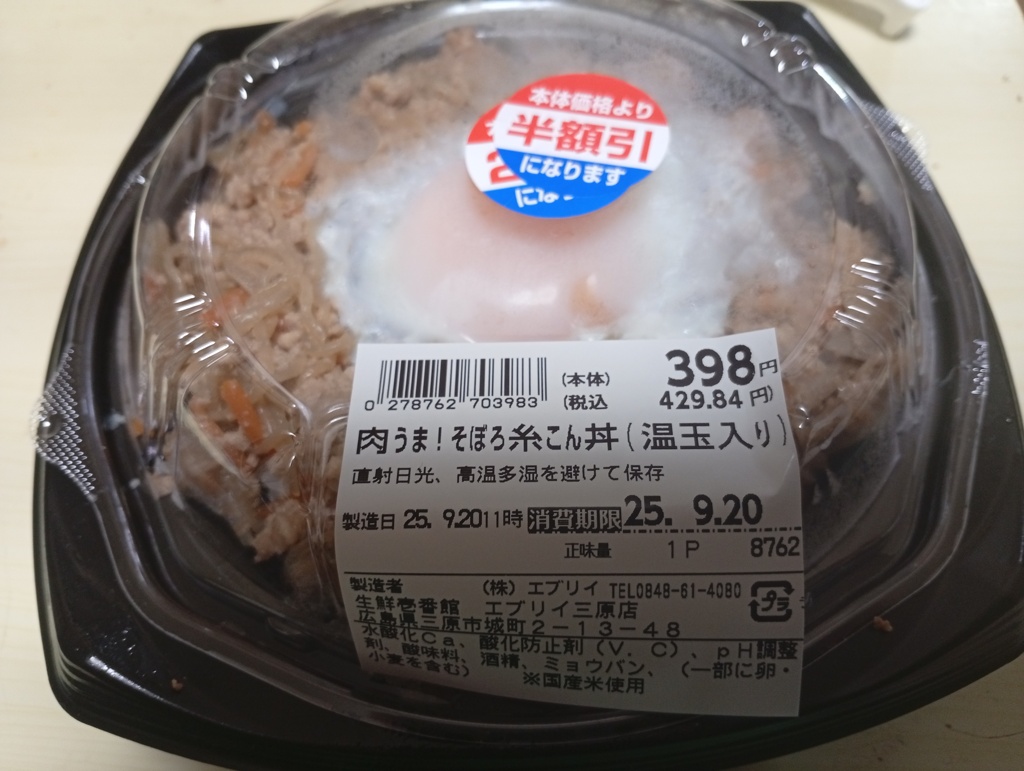 本体価格より
半額引
になります
2
にな
398円
(本体)
(税込 429.84 円)
0 278762 703983
肉うま!そぼろ糸こん丼(温玉入り)
直射日光、高温多湿を避けて保存
製造日 25. 9.20 11時 消費期限 25. 9.20
正味量 1P 8762
製造者 (株)エブリイ TEL0848-61-4080
生鮮壱番館 エブリイ三原店
広島県三原市城町2-13-48
プラ
水酸化Ca、酸化防止剤(V.C)、pH調整
剤、酸味料、酒精、ミョウバン、(一部に卵・
小麦を含む) ※国産米使用